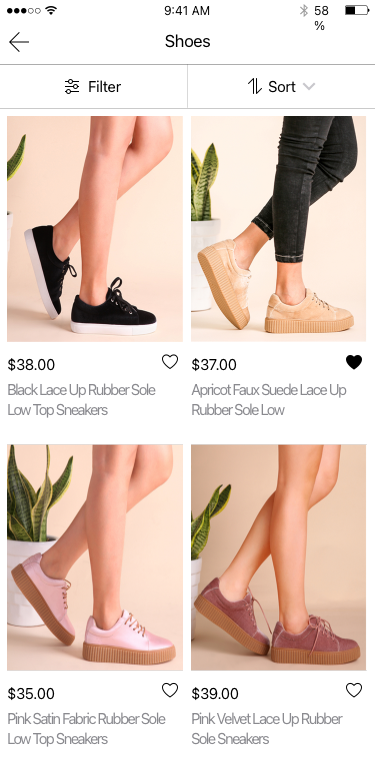 9:41 AM
58
%
Shoes
Filter
Sort
$38.00
Black Lace Up Rubber Sole
Low Top Sneakers
$37.00
Apricot Faux Suede Lace Up
Rubber Sole Low
$35.00
Pink Satin Fabric Rubber Sole
Low Top Sneakers
$39.00
Pink Velvet Lace Up Rubber
Sole Sneakers